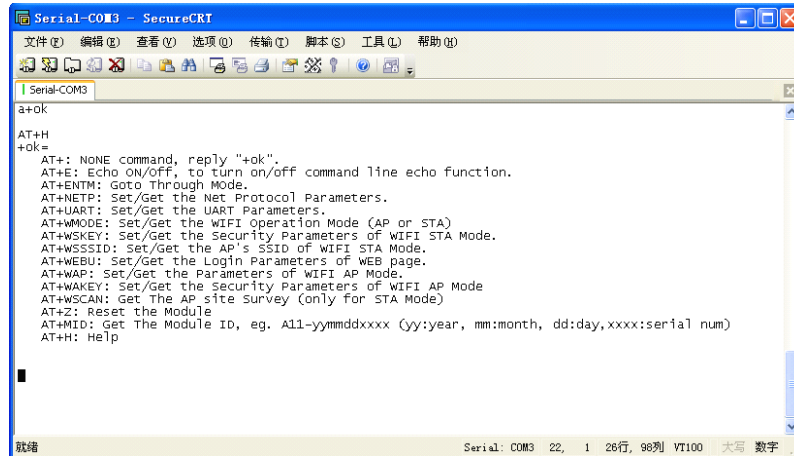 Serial-COM3 - SecureCRT
文件(F) 编辑(E) 查看(V) 选项(O) 传输(T) 脚本(S) 工具(L) 帮助(H)
Serial-COM3
a+ok
AT+H
+ok=
AT+: NONE command, reply "+ok".
AT+E: Echo ON/Off, to turn on/off command line echo function.
AT+ENTM: Goto Through MOde.
AT+NETP: Set/Get the Net Protocol Parameters.
AT+UART: Set/Get the UART Parameters.
AT+WMODE: Set/Get the WIFI Operation Mode (AP or STA)
AT+WSKEY: Set/Get the Security Parameters of WIFI STA Mode.
AT+WSSSID: Set/Get the AP's SSID of WIFI STA Mode.
AT+WEBU: Set/Get the Login Parameters of WEB page.
AT+WAP: Set/Get the Parameters of WIFI AP Mode.
AT+WAKEY: Set/Get the Security Parameters of WIFI AP Mode
AT+WSCAN: Get The AP site Survey (only for STA Mode)
AT+Z: Reset the Module
AT+MID: Get The Module ID, eg. A11-yymmddxxxx (yy:year, mm:month, dd:day,xxxx:serial num)
AT+H: Help
就绪 Serial: COM3 22, 1 26行, 98列 VT100 大写 数字